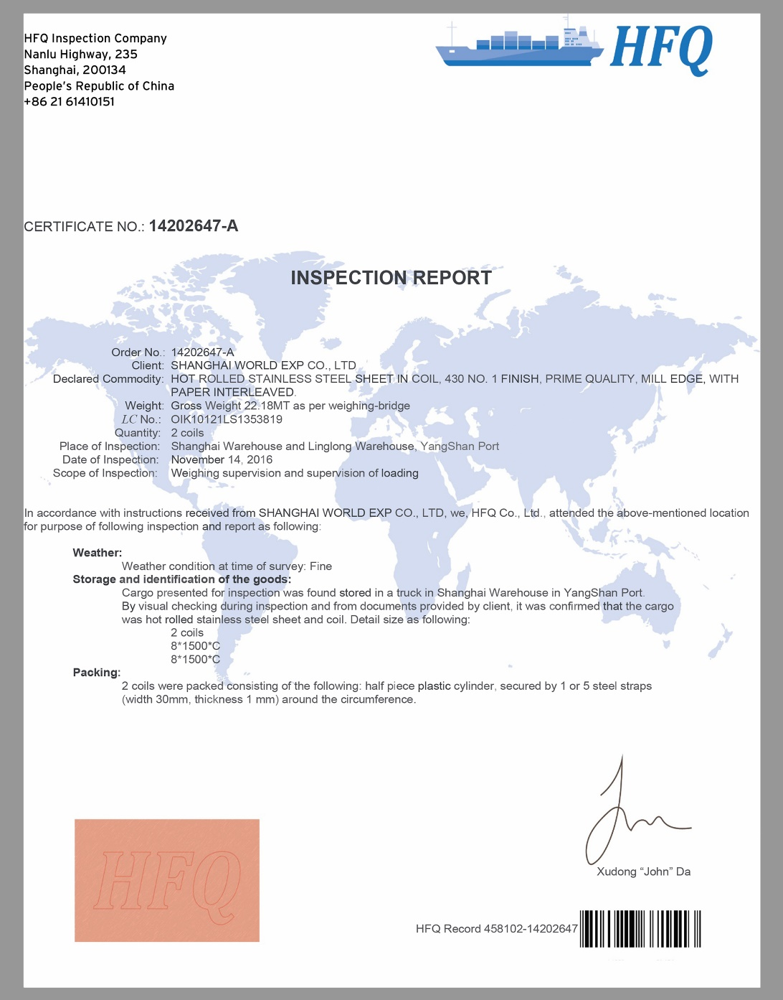 HFQ Inspection Company
Nanlu Highway, 235
Shanghai, 200134
People's Republic of China
+86 21 61410151
HFQ
CERTIFICATE NO.: 14202647-A
INSPECTION REPORT
Order No.: 14202647-A
Client: SHANGHAI WORLD EXP CO., LTD
Declared Commodity: HOT ROLLED STAINLESS STEEL SHEET IN COIL, 430 NO. 1 FINISH, PRIME QUALITY, MILL EDGE, WITH
PAPER INTERLEAVED.
Weight: Gross Weight 22.18MT as per weighing-bridge
LC No.: OIK10121LS1353819
Quantity: 2 coils
Place of Inspection: Shanghai Warehouse and Linglong Warehouse, YangShan Port
Date of Inspection: November 14, 2016
Scope of Inspection: Weighing supervision and supervision of loading
In accordance with instructions received from SHANGHAI WORLD EXP CO., LTD, we, HFQ Co., Ltd., attended the above-mentioned location
for purpose of following inspection and report as following:
Weather:
Weather condition at time of survey: Fine
Storage and identification of the goods:
Cargo presented for inspection was found stored in a truck in Shanghai Warehouse in YangShan Port.
By visual checking during inspection and from documents provided by client, it was confirmed that the cargo
was hot rolled stainless steel sheet and coil. Detail size as following:
2 coils
8*1500*C
8*1500*C
Packing:
2 coils were packed consisting of the following: half piece plastic cylinder, secured by 1 or 5 steel straps
(width 30mm, thickness 1 mm) around the circumference.
Xudong “John” Da
HFQ
HFQ Record 458102-14202647